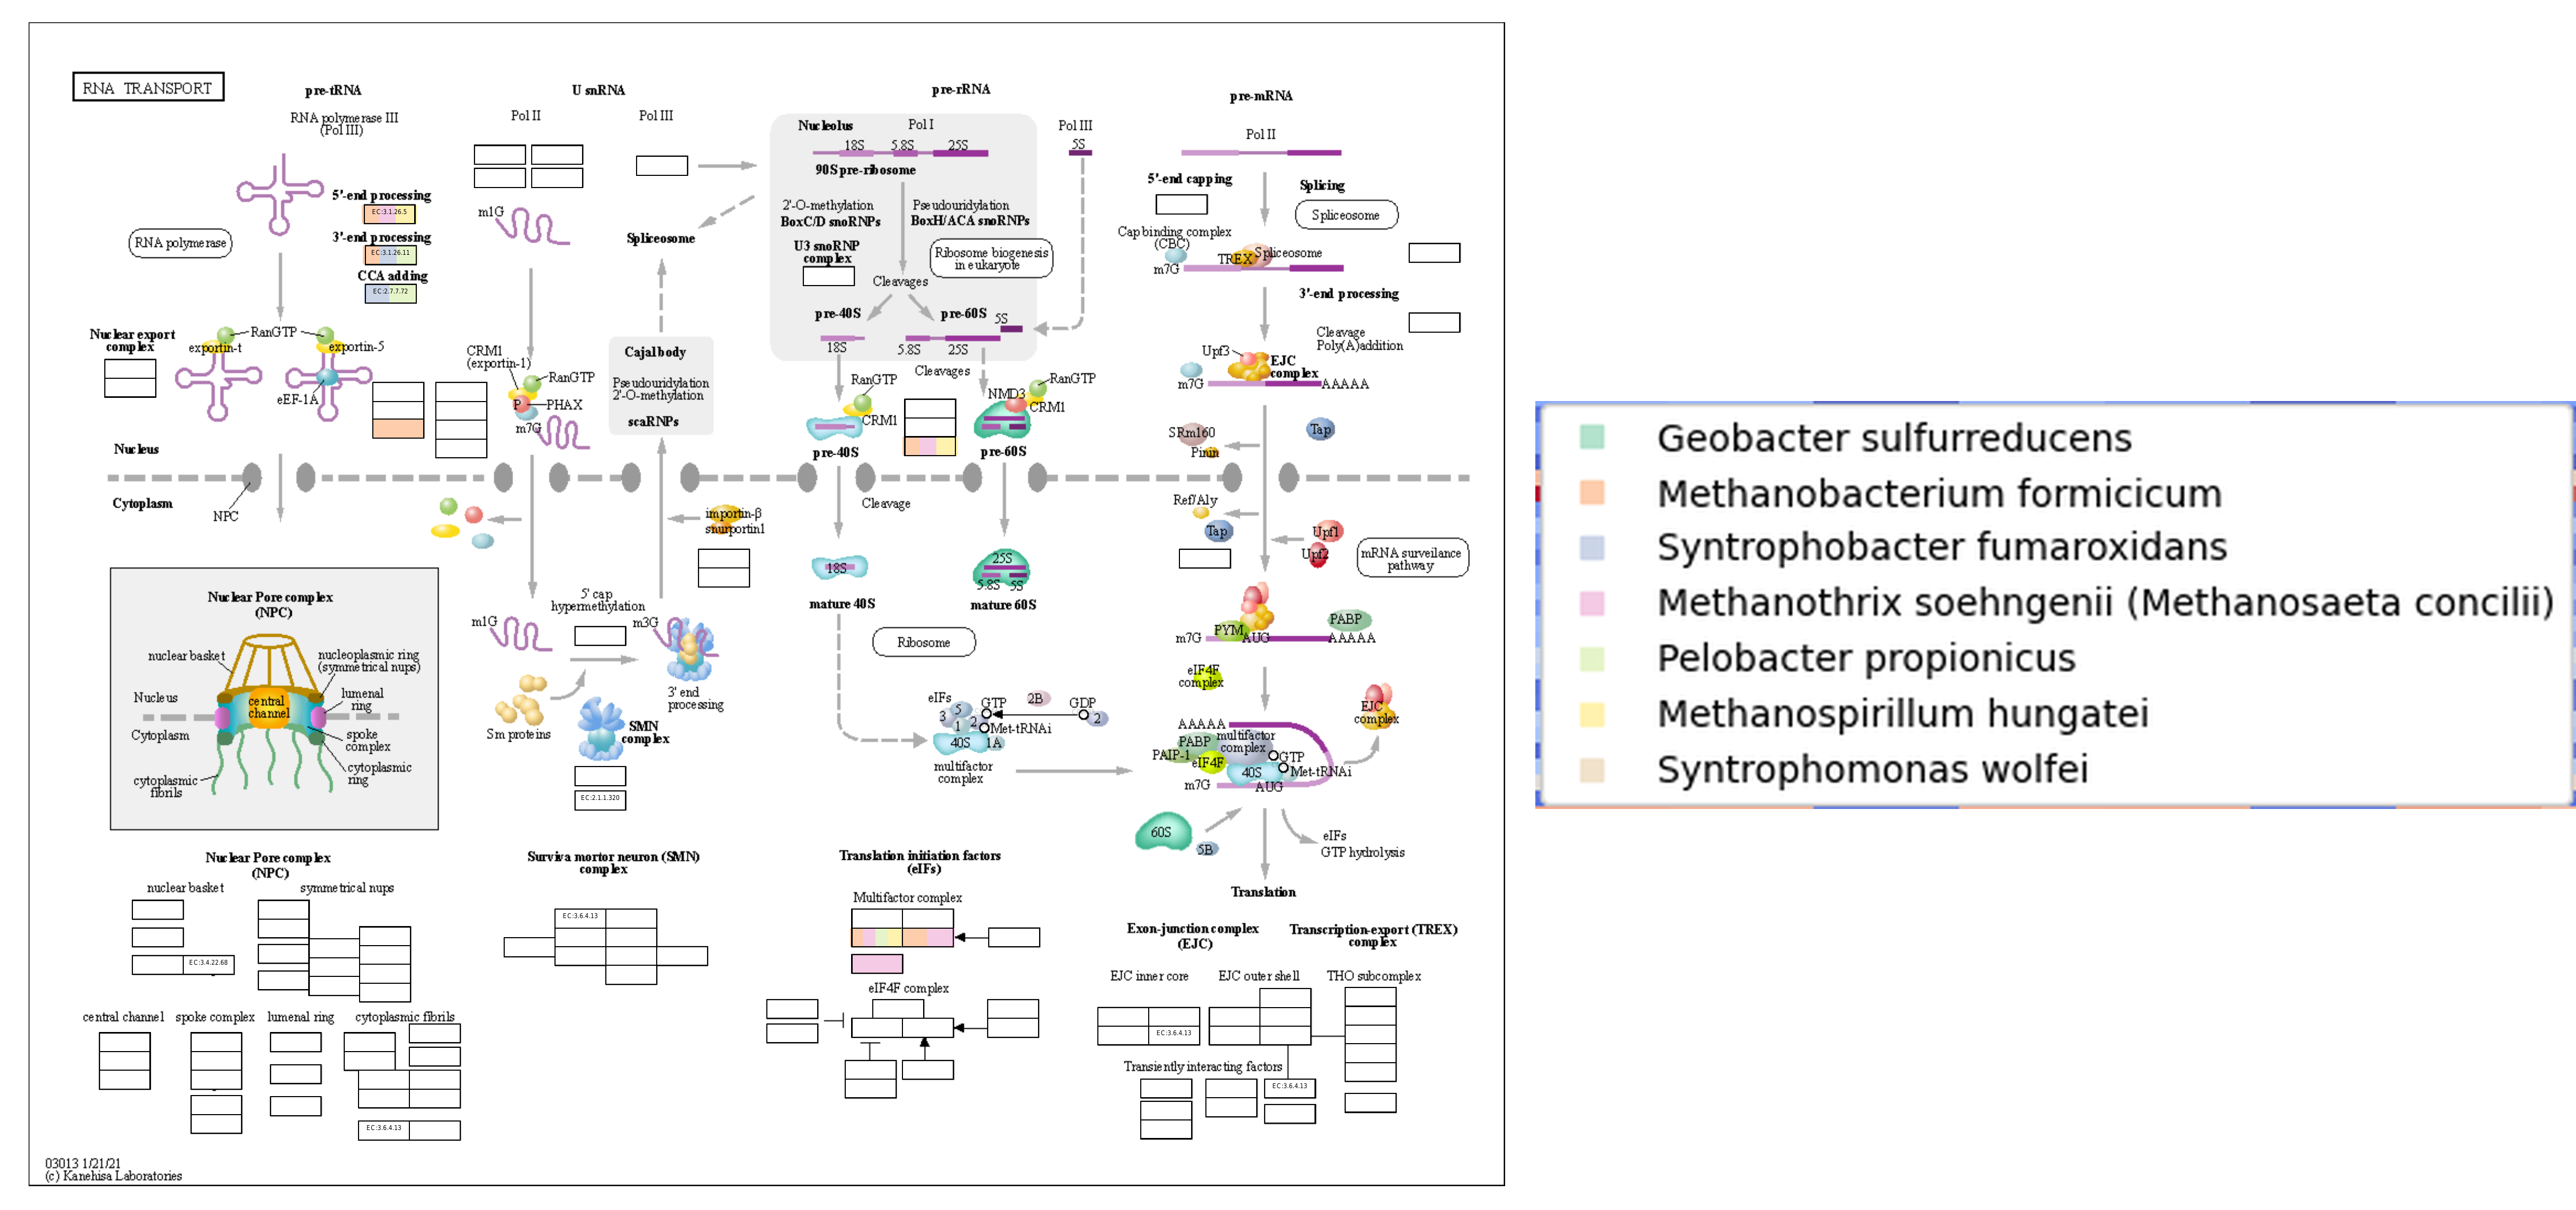 RNA TRANSPORT
pre-tRNA
RNA polymerase III
(Pol III)
5'-end processing
EC:3.1.26.5
3'-end processing
EC:3.1.26.11
CCA adding
EC:2.7.7.72
RNA polymerase
Nuclear export
complex
RanGTP
exportin-t
exportin-5
eEF-1A
Nucleus
Cytoplasm
NPC
U snRNA
Pol II
Pol III
m1G
Spliceosome
CRM1
(exportin-1)
RanGTP
P
PHAX
m7G
Cajal body
Pseudouridylation
2'-O-methylation
scaRNPs
importin-β
snurportin1
5' cap
hypermethylation
m1G
m3G
Sm proteins
SMN
complex
3' end
processing
EC:2.1.1.320
pre-rRNA
Nucleolus
Pol I
18S
5.8S
25S
90S pre-ribosome
Pol III
5S
2'-O-methylation
BoxC/D snoRNPs
Pseudouridylation
BoxH/ACA snoRNPs
U3 snoRNP
complex
Ribosome biogenesis
in eukaryote
Cleavages
pre-40S
pre-60S
5S
18S
5.8S
25S
Cleavages
RanGTP
CRM1
NMD3
RanGTP
CRM1
pre-40S
pre-60S
Cleavage
18S
25S
5.8S
5S
mature 40S
mature 60S
Ribosome
eIFs
3
5
1
2
GTP
2B
GDP
2
Met-tRNAi
40S
1A
multifactor
complex
pre-mRNA
Pol II
5'-end capping
Splicing
Spliceosome
Cap binding complex
(CBC)
TREX
Spliceosome
m7G
3'-end processing
Cleavage
Poly(A)addition
Upf3
EJC
complex
m7G
AAAAA
SRm160
Pinin
Tap
Ref/Aly
Tap
Upf1
Upf2
mRNA surveilance
pathway
PYM
PABP
m7G
AUG
AAAAA
eIF4F
complex
AAAAA
PABP
multifactor
complex
PAIP-1
eIF4F
GTP
40S
Met-tRNAi
m7G
AUG
EJC
complex
60S
5B
eIFs
GTP hydrolysis
Translation
Nuclear Pore complex
(NPC)
nuclear basket
nucleoplasmic ring
(symmetrical nups)
Nucleus
central
channel
lumenal
ring
Cytoplasm
spoke
complex
cytoplasmic
fibrils
cytoplasmic
ring
Nuclear Pore complex
(NPC)
nuclear basket
symmetrical nups
EC:3.4.22.68
central channel
spoke complex
lumenal ring
cytoplasmic fibrils
EC:3.6.4.13
Surviva mortor neuron (SMN)
complex
EC:3.6.4.13
Translation initiation factors
(eIFs)
Multifactor complex
eIF4F complex
Exon-junction complex
(EJC)
Transcription-export (TREX)
complex
EJC inner core
EJC outer shell
THO subcomplex
EC:3.6.4.13
Transiently interacting factors
EC:3.6.4.13
03013 1/21/21
(c) Kanehisa Laboratories
Geobacter sulfurreducens
Methanobacterium formicicum
Syntrophobacter fumaroxidans
Methanothrix soehngenii (Methanosaeta concilii)
Pelobacter propionicus
Methanospirillum hungatei
Syntrophomonas wolfei